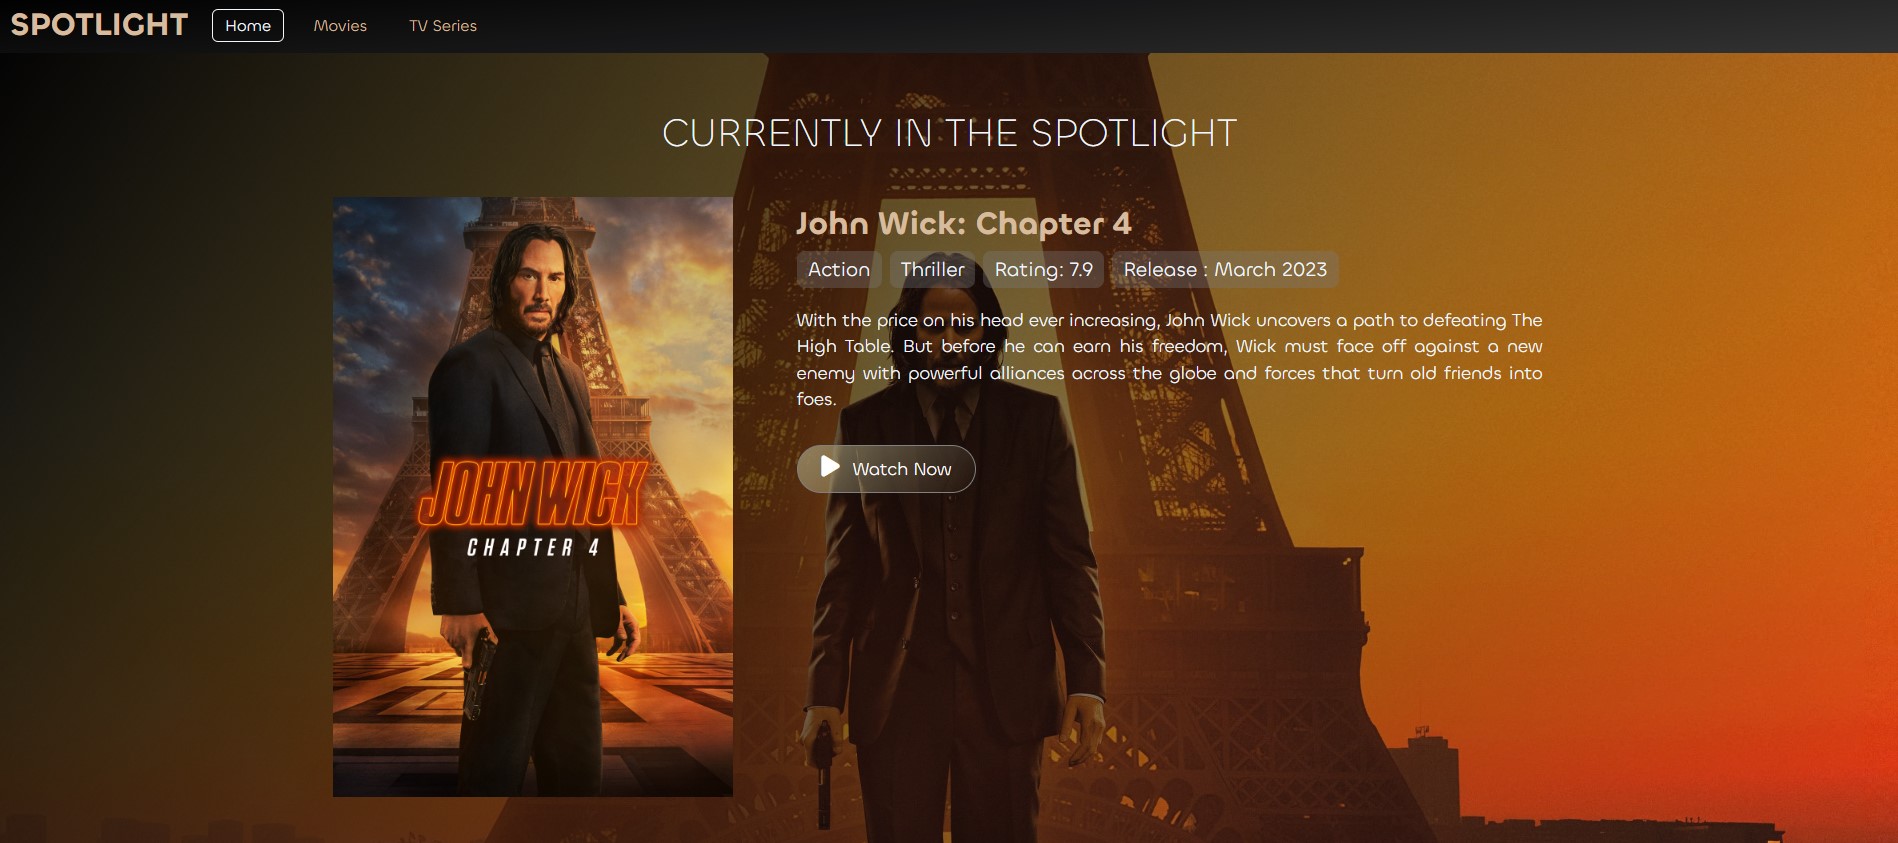 SPOTLIGHT Home Movies TV Series
CURRENTLY IN THE SPOTLIGHT
JOHN WICK
CHAPTER 4
John Wick: Chapter 4
Action Thriller Rating: 7.9 Release : March 2023
With the price on his head ever increasing, John Wick uncovers a path to defeating The
High Table. But before he can earn his freedom, Wick must face off against a new
enemy with powerful alliances across the globe and forces that turn old friends into
foes.
Watch Now